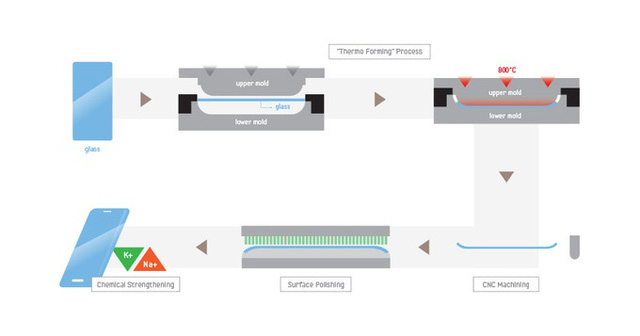 "Thermo Forming" Process
800°C
upper mold
upper mold
glass
lower mold
lower mold
glass
K+
Na+
Chemical Strengthening
Surface Polishing
CNC Machining